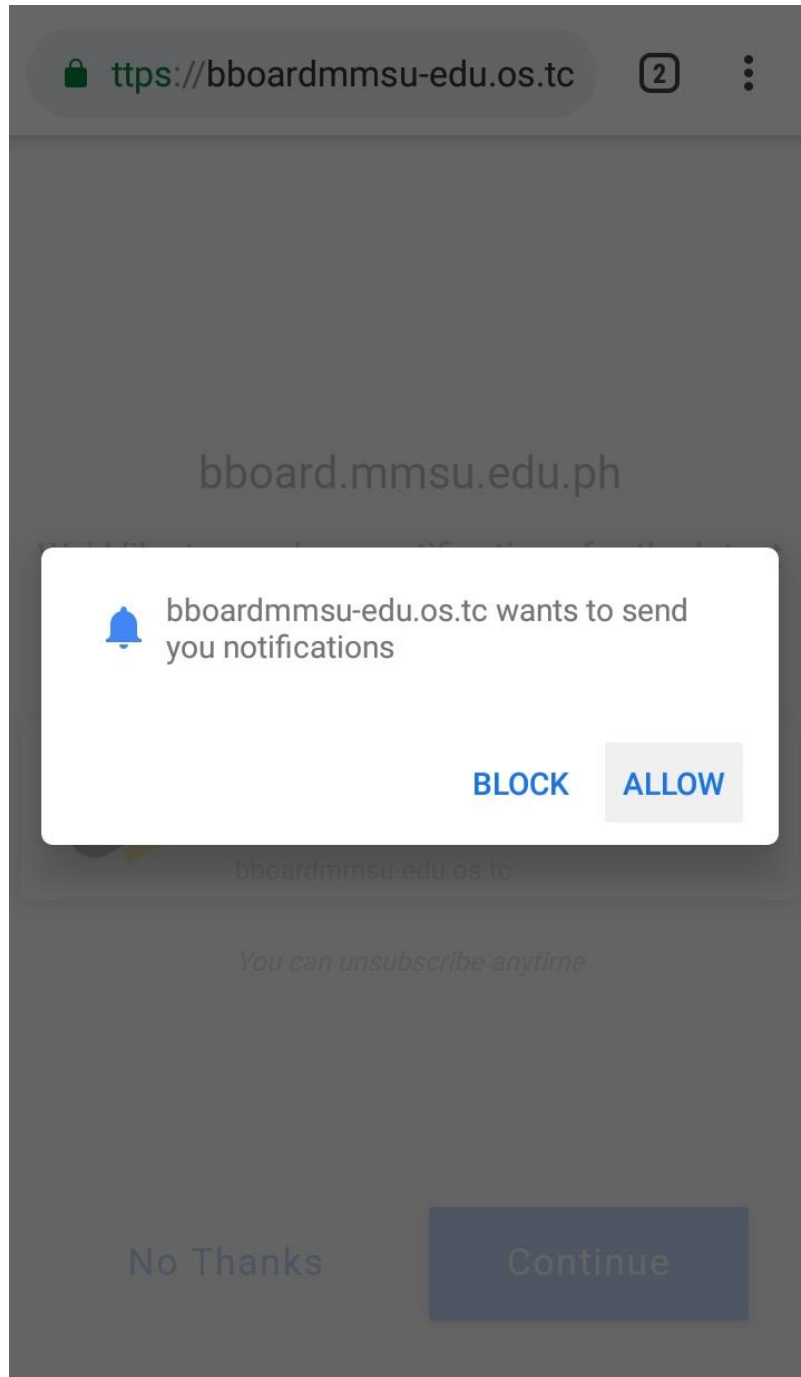 ttps://bboardmmsu-edu.os.tc
2
bboard.mmsu.edu.ph
bboardmmsu-edu.os.tc wants to send
you notifications
BLOCK ALLOW
bboardmmsu-edu.os.tc
You can unsubscribe anytime
No Thanks Continue